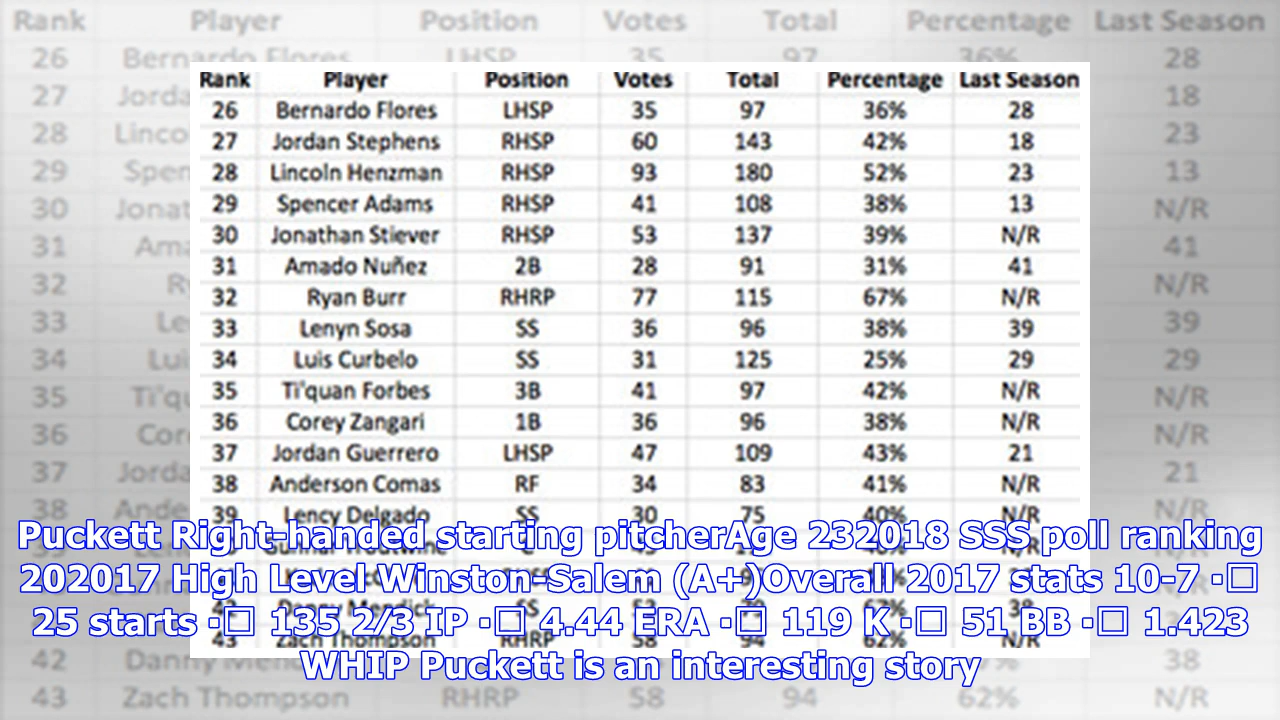 Rank Player Position Votes Total Percentage Last Season
26 Bernardo Flores LHSP 35 97 36% 28
27 Jordan Stephens RHSP 60 143 42% 18
28 Lincoln Henzman RHSP 93 180 52% 23
29 Spencer Adams RHSP 41 108 38% 13
30 Jonathan Stiever RHSP 53 137 39% N/R
31 Amado Nuñez 2B 28 91 31% 41
32 Ryan Burr RHRP 77 115 67% N/R
33 Lenyn Sosa SS 36 96 38% 39
34 Luis Curbelo SS 31 125 25% 29
35 Ti'quan Forbes 3B 41 97 42% N/R
36 Corey Zangari 1B 36 96 38% N/R
37 Jordan Guerrero LHSP 47 109 43% 21
38 Anderson Comas RF 34 83 41% N/R
39 Lency Delgado SS 30 75 40% N/R
42 Danny Mendick SS 38
43 Zach Thompson RHRP 58 94 62% N/R
Puckett Right-handed starting pitcherAge 232018 SSS poll ranking
202017 High Level Winston-Salem (A+)Overall 2017 stats 10-7 ·□
25 starts ·□ 135 2/3 IP ·□ 4.44 ERA ·□ 119 K ·□ 51 BB ·□ 1.423
WHIP Puckett is an interesting story